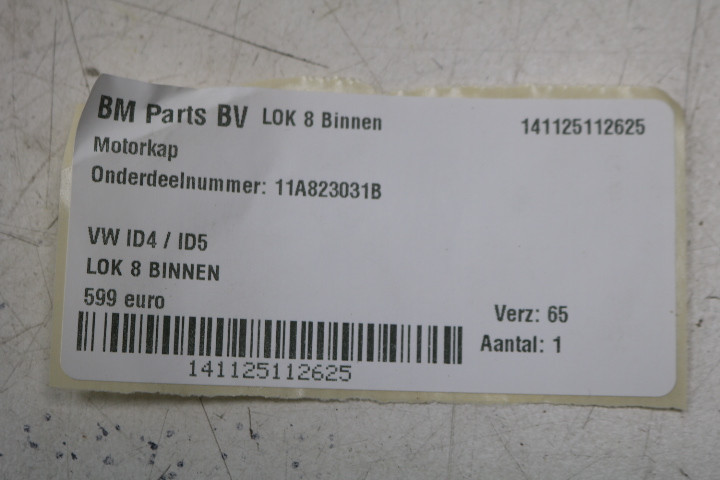 BM Parts BV LOK 8 Binnen 141125112625
Motorkap
Onderdeelnummer: 11A823031B
VW ID4 / ID5
LOK 8 BINNEN
599 euro
Verz: 65
Aantal: 1
141125112625